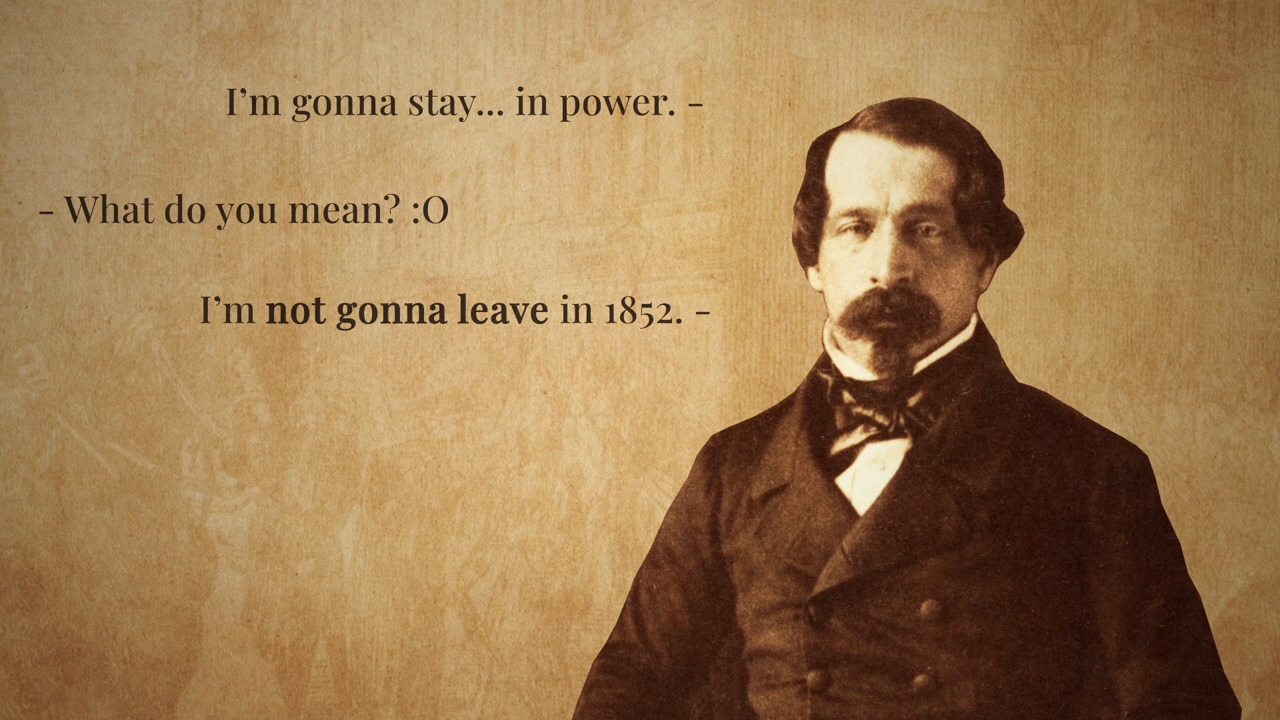 I’m gonna stay... in power. -
- What do you mean? :O
I’m not gonna leave in 1852. -